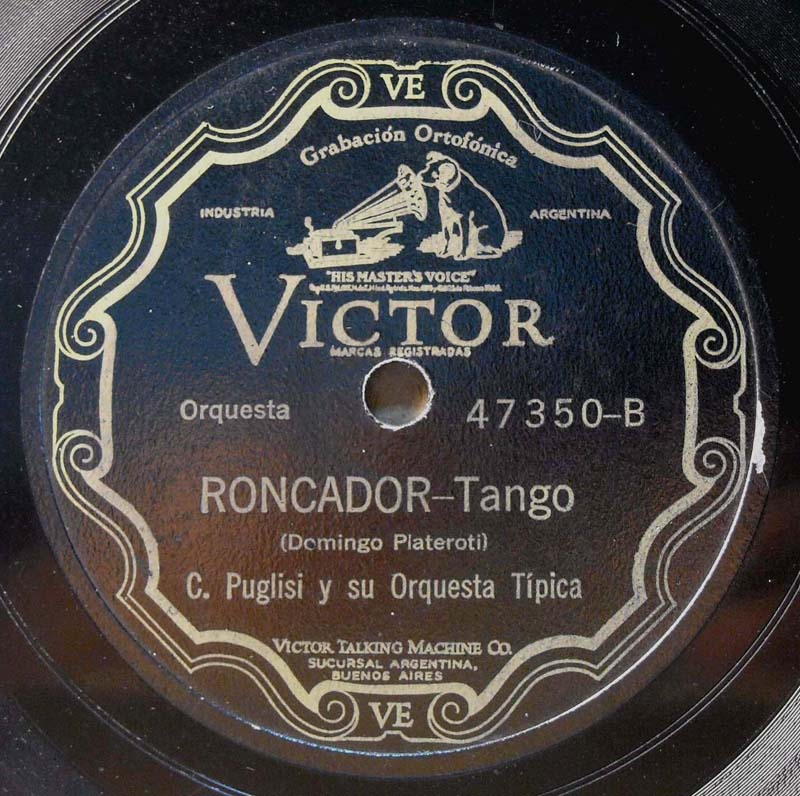 VE
Grabación Ortofónica
INDUSTRIA ARGENTINA
"HIS MASTER'S VOICE"
VICTOR
MARCAS REGISTRADAS
Orquesta 47350-B
RONCADOR-Tango
(Domingo Plateroti)
C. Puglisi y su Orquesta Típica
VICTOR TALKING MACHINE CO.
SUCURSAL ARGENTINA,
BUENOS AIRES
VE